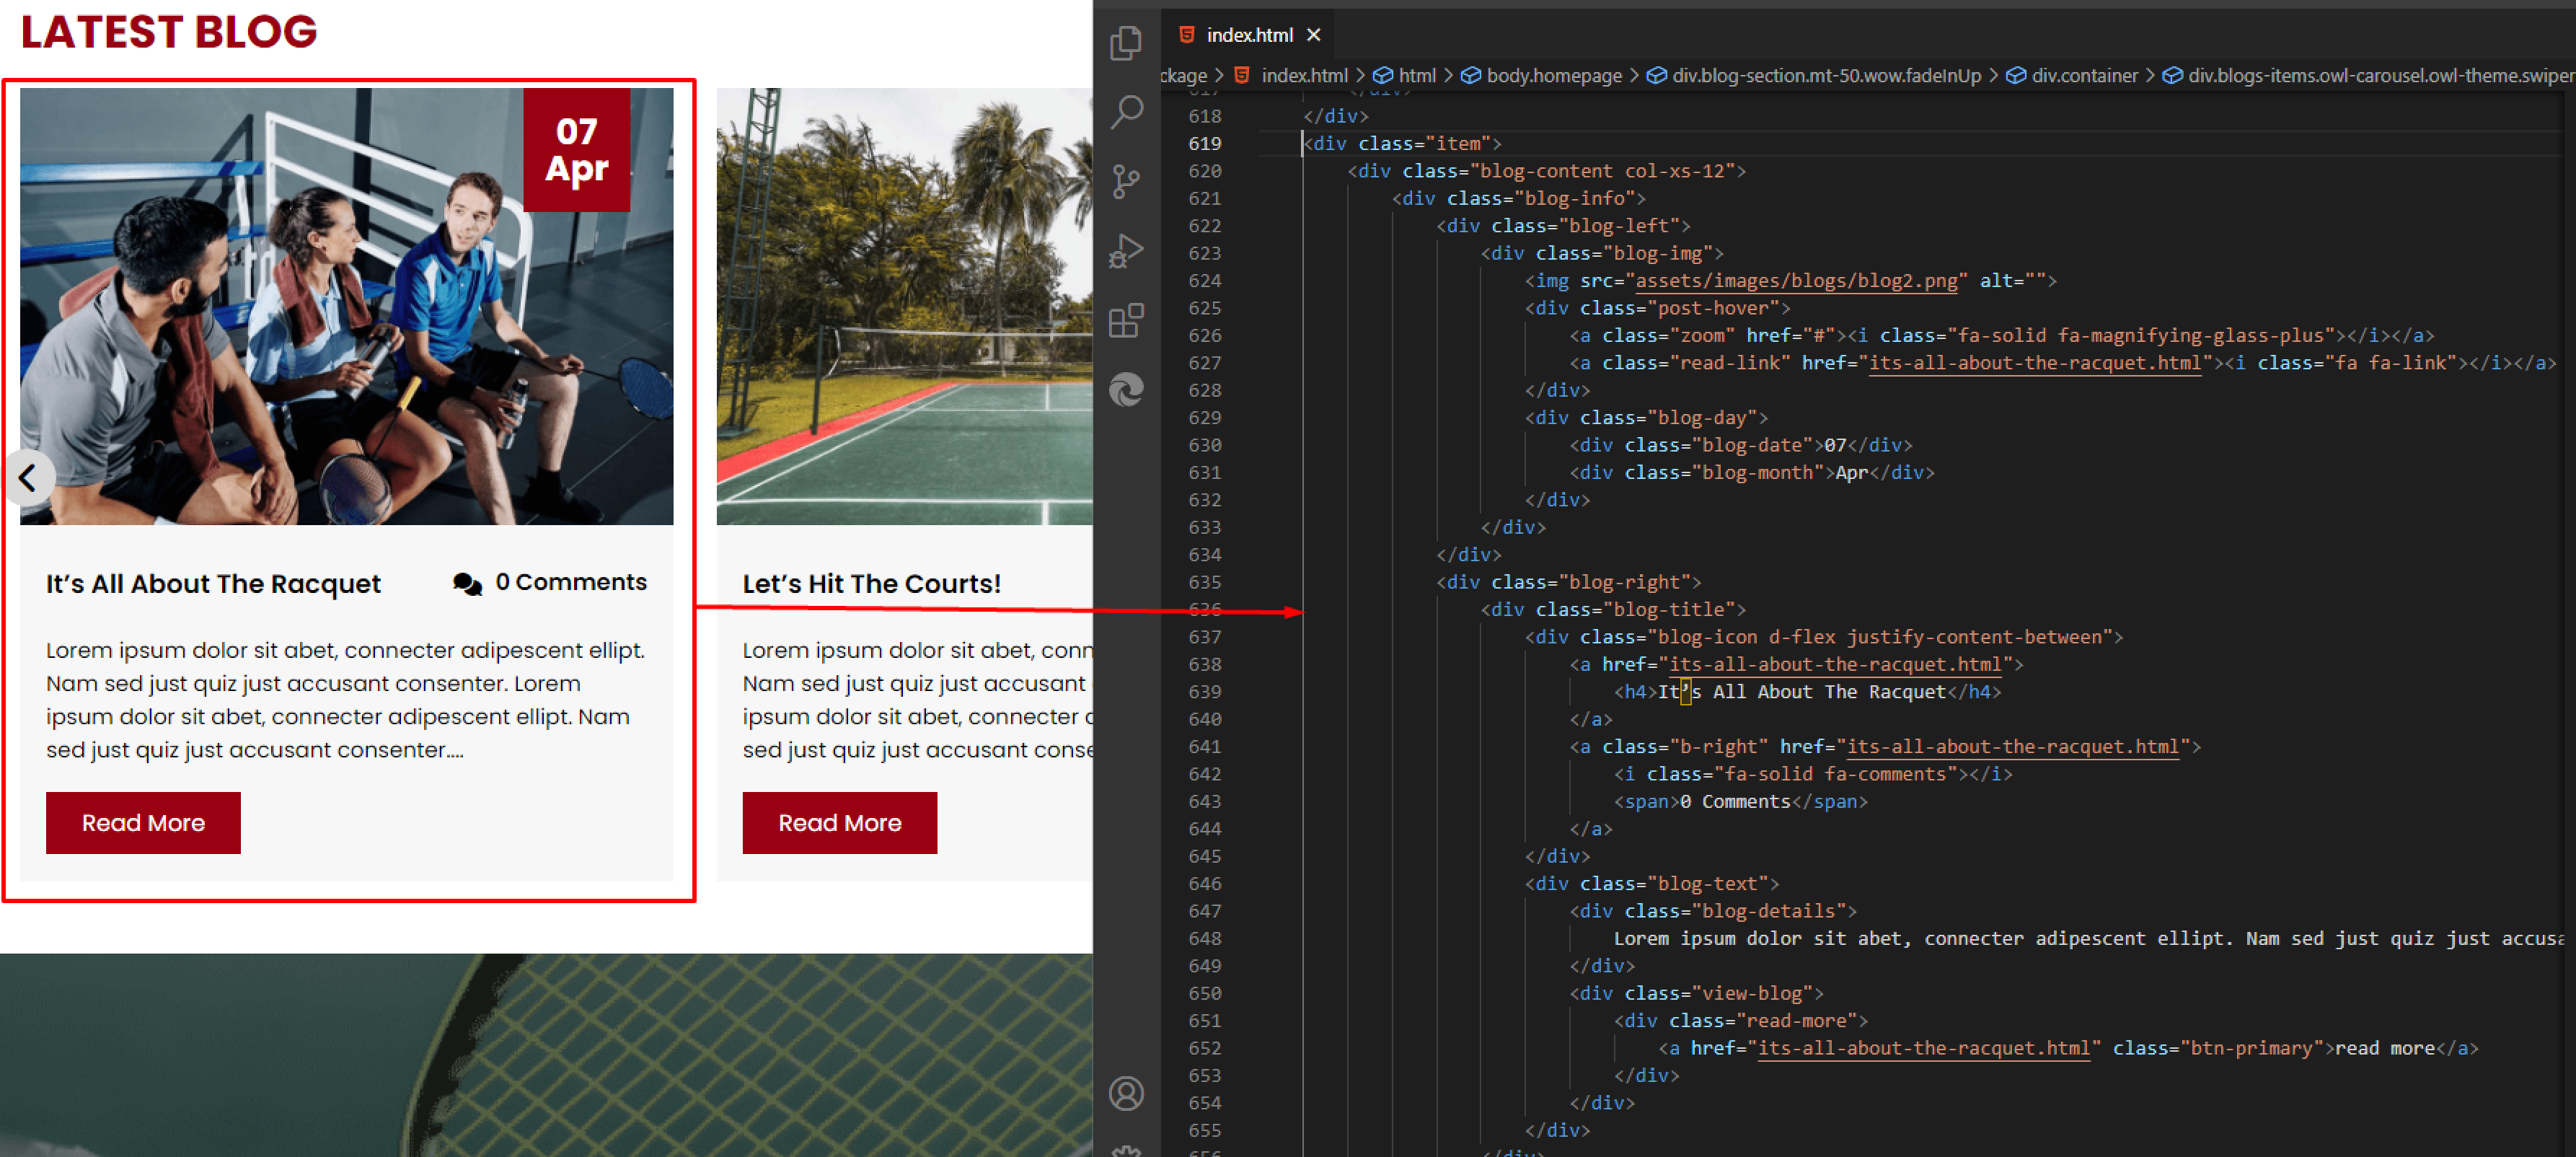 LATEST BLOG
07
Apr
It’s All About The Racquet
0 Comments
Lorem ipsum dolor sit abet, connecter adipescent ellipt.
Nam sed just quiz just accusant consenter. Lorem
ipsum dolor sit abet, connecter adipescent ellipt. Nam
sed just quiz just accusant consenter....
Read More
Let’s Hit The Courts!
Lorem ipsum dolor sit abet, conn
Nam sed just quiz just accusant
ipsum dolor sit abet, connecter
sed just quiz just accusant conse
Read More
index.html
ckage > index.html > html > body.homepage > div.blog-section.mt-50.wow.fadeInUp > div.container > div.blogs-items.owl-carousel.owl-theme.swiper
617 </div>
618 </div>
619 <div class="item">
620 <div class="blog-content col-xs-12">
621 <div class="blog-info">
622 <div class="blog-left">
623 <div class="blog-img">
624 <img src="assets/images/blogs/blog2.png" alt="">
625 <div class="post-hover">
626 <a class="zoom" href="#"><i class="fa-solid fa-magnifying-glass-plus"></i></a>
627 <a class="read-link" href="its-all-about-the-racquet.html"><i class="fa fa-link"></i></a>
628 </div>
629 <div class="blog-day">
630 <div class="blog-date">07</div>
631 <div class="blog-month">Apr</div>
632 </div>
633 </div>
634 </div>
635 <div class="blog-right">
636 <div class="blog-title">
637 <div class="blog-icon d-flex justify-content-between">
638 <a href="its-all-about-the-racquet.html">
639 <h4>It’s All About The Racquet</h4>
640 </a>
641 <a class="b-right" href="its-all-about-the-racquet.html">
642 <i class="fa-solid fa-comments"></i>
643 <span>0 Comments</span>
644 </a>
645 </div>
646 <div class="blog-text">
647 <div class="blog-details">
648 Lorem ipsum dolor sit abet, connecter adipescent ellipt. Nam sed just quiz just accusa
649 </div>
650 <div class="view-blog">
651 <div class="read-more">
652 <a href="its-all-about-the-racquet.html" class="btn-primary">read more</a>
653 </div>
654 </div>
655 </div>
656 </div>